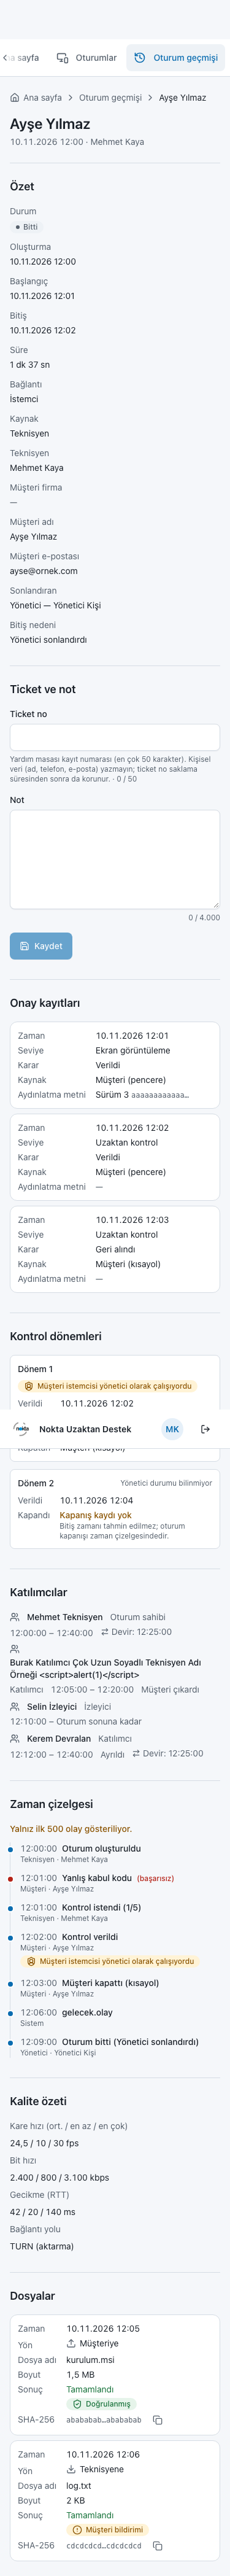 sayfa
Oturumlar
Oturum geçmişi
Ana sayfa
Oturum geçmişi
Ayşe Yılmaz
Ayşe Yılmaz
10.11.2026 12:00 · Mehmet Kaya
Özet
Durum
Bitti
Oluşturma
10.11.2026 12:00
Başlangıç
10.11.2026 12:01
Bitiş
10.11.2026 12:02
Süre
1 dk 37 sn
Bağlantı
İstemci
Kaynak
Teknisyen
Teknisyen
Mehmet Kaya
Müşteri firma
—
Müşteri adı
Ayşe Yılmaz
Müşteri e-postası
ayse@ornek.com
Sonlandıran
Yönetici — Yönetici Kişi
Bitiş nedeni
Yönetici sonlandırdı
Ticket ve not
Ticket no
Yardım masası kayıt numarası (en çok 50 karakter). Kişisel
veri (ad, telefon, e-posta) yazmayın; ticket no saklama
süresinden sonra da korunur. · 0 / 50
Not
0 / 4.000
Kaydet
Onay kayıtları
Zaman 10.11.2026 12:01
Seviye Ekran görüntüleme
Karar Verildi
Kaynak Müşteri (pencere)
Aydınlatma metni Sürüm 3 aaaaaaaaaaaa…
Zaman 10.11.2026 12:02
Seviye Uzaktan kontrol
Karar Verildi
Kaynak Müşteri (pencere)
Aydınlatma metni —
Zaman 10.11.2026 12:03
Seviye Uzaktan kontrol
Karar Geri alındı
Kaynak Müşteri (kısayol)
Aydınlatma metni —
Kontrol dönemleri
Dönem 1
Müşteri istemcisi yönetici olarak çalışıyordu
Verildi 10.11.2026 12:02
nokta
Nokta Uzaktan Destek
MK
Dönem 2 Yönetici durumu bilinmiyor
Verildi 10.11.2026 12:04
Kapandı Kapanış kaydı yok
Bitiş zamanı tahmin edilmez; oturum
kapanışı zaman çizelgesindedir.
Katılımcılar
Mehmet Teknisyen Oturum sahibi
12:00:00 – 12:40:00 Devir: 12:25:00
Burak Katılımcı Çok Uzun Soyadlı Teknisyen Adı
Örneği <script>alert(1)</script>
Katılımcı 12:05:00 – 12:20:00 Müşteri çıkardı
Selin İzleyici İzleyici
12:10:00 – Oturum sonuna kadar
Kerem Devralan Katılımcı
12:12:00 – 12:40:00 Ayrıldı Devir: 12:25:00
Zaman çizelgesi
Yalnız ilk 500 olay gösteriliyor.
12:00:00 Oturum oluşturuldu
Teknisyen · Mehmet Kaya
12:01:00 Yanlış kabul kodu (başarısız)
Müşteri · Ayşe Yılmaz
12:01:00 Kontrol istendi (1/5)
Teknisyen · Mehmet Kaya
12:02:00 Kontrol verildi
Müşteri · Ayşe Yılmaz
Müşteri istemcisi yönetici olarak çalışıyordu
12:03:00 Müşteri kapattı (kısayol)
Müşteri · Ayşe Yılmaz
12:06:00 gelecek.olay
Sistem
12:09:00 Oturum bitti (Yönetici sonlandırdı)
Yönetici · Yönetici Kişi
Kalite özeti
Kare hızı (ort. / en az / en çok)
24,5 / 10 / 30 fps
Bit hızı
2.400 / 800 / 3.100 kbps
Gecikme (RTT)
42 / 20 / 140 ms
Bağlantı yolu
TURN (aktarma)
Dosyalar
Zaman 10.11.2026 12:05
Yön Müşteriye
Dosya adı kurulum.msi
Boyut 1,5 MB
Sonuç Tamamlandı
Doğrulanmış
SHA-256 abababab…abababab
Zaman 10.11.2026 12:06
Yön Teknisyene
Dosya adı log.txt
Boyut 2 KB
Sonuç Tamamlandı
Müşteri bildirimi
SHA-256 cdcdcdcd…cdcdcdcd